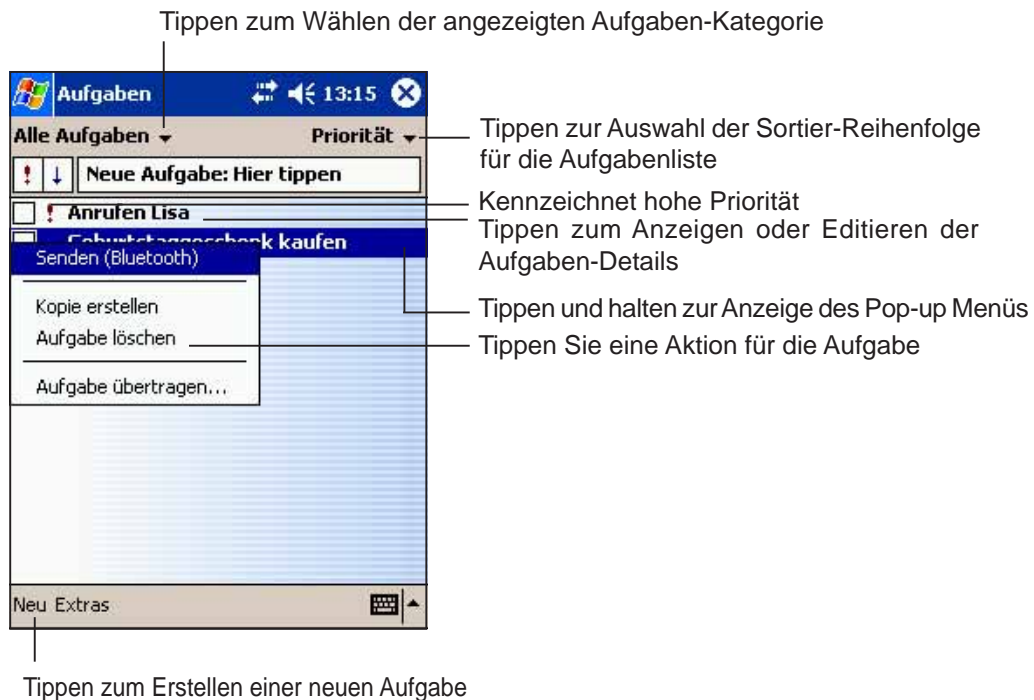 Tippen zum Wählen der angezeigten Aufgaben-Kategorie
Aufgaben 13:15
Alle Aufgaben Priorität
Tippen zur Auswahl der Sortier-Reihenfolge
für die Aufgabenliste
! ↓ Neue Aufgabe: Hier tippen
Kennzeichnet hohe Priorität
! Anrufen Lisa
Tippen zum Anzeigen oder Editieren der
Aufgaben-Details
Geburtstaggeschenk kaufen
Senden (Bluetooth)
Kopie erstellen
Tippen und halten zur Anzeige des Pop-up Menüs
Aufgabe löschen
Tippen Sie eine Aktion für die Aufgabe
Aufgabe übertragen...
Neu Extras
Tippen zum Erstellen einer neuen Aufgabe